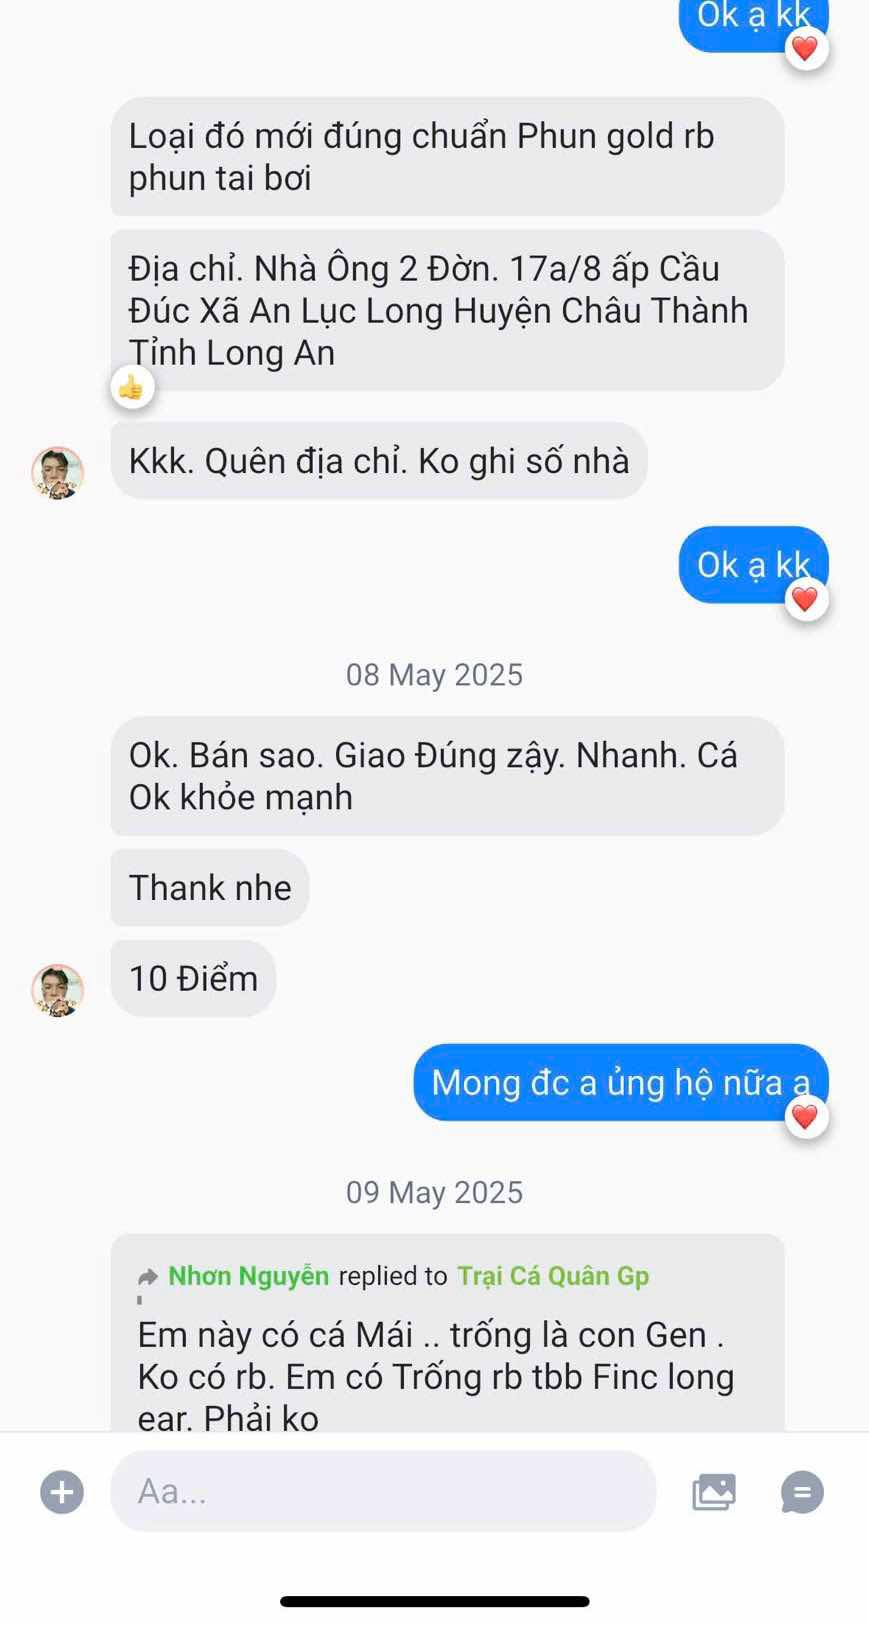 Ok ạ kk
Loại đó mới đúng chuẩn Phun gold rb
phun tai bơi
Địa chỉ. Nhà Ông 2 Đờn. 17a/8 ấp Cầu
Đúc Xã An Lục Long Huyện Châu Thành
Tỉnh Long An
Kkk. Quên địa chỉ. Ko ghi số nhà
Ok ạ kk
08 May 2025
Ok. Bán sao. Giao Đúng zậy. Nhanh. Cá
Ok khỏe mạnh
Thank nhe
10 Điểm
Mong đc a ủng hộ nữa ạ
09 May 2025
Nhơn Nguyễn replied to Trại Cá Quân Gp
Em này có cá Mái .. trống là con Gen .
Ko có rb. Em có Trống rb tbb Finc long
ear. Phải ko
Aa...